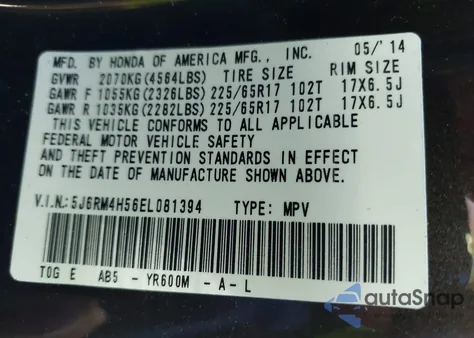 MFD. BY HONDA OF AMERICA MFG., INC. 05/'14
GVWR 2070KG(4564LBS) TIRE SIZE RIM SIZE
GAWR F 1055KG(2326LBS) 225/65R17 102T 17X6.5J
GAWR R 1035KG(2282LBS) 225/65R17 102T 17X6.5J
THIS VEHICLE CONFORMS TO ALL APPLICABLE
FEDERAL MOTOR VEHICLE SAFETY
AND THEFT PREVENTION STANDARDS IN EFFECT
ON THE DATE OF MANUFACTURE SHOWN ABOVE.
V.I.N.:5J6RM4H56EL081394 TYPE: MPV
TOG E AB5 - YR600M - A - L
autoSnap